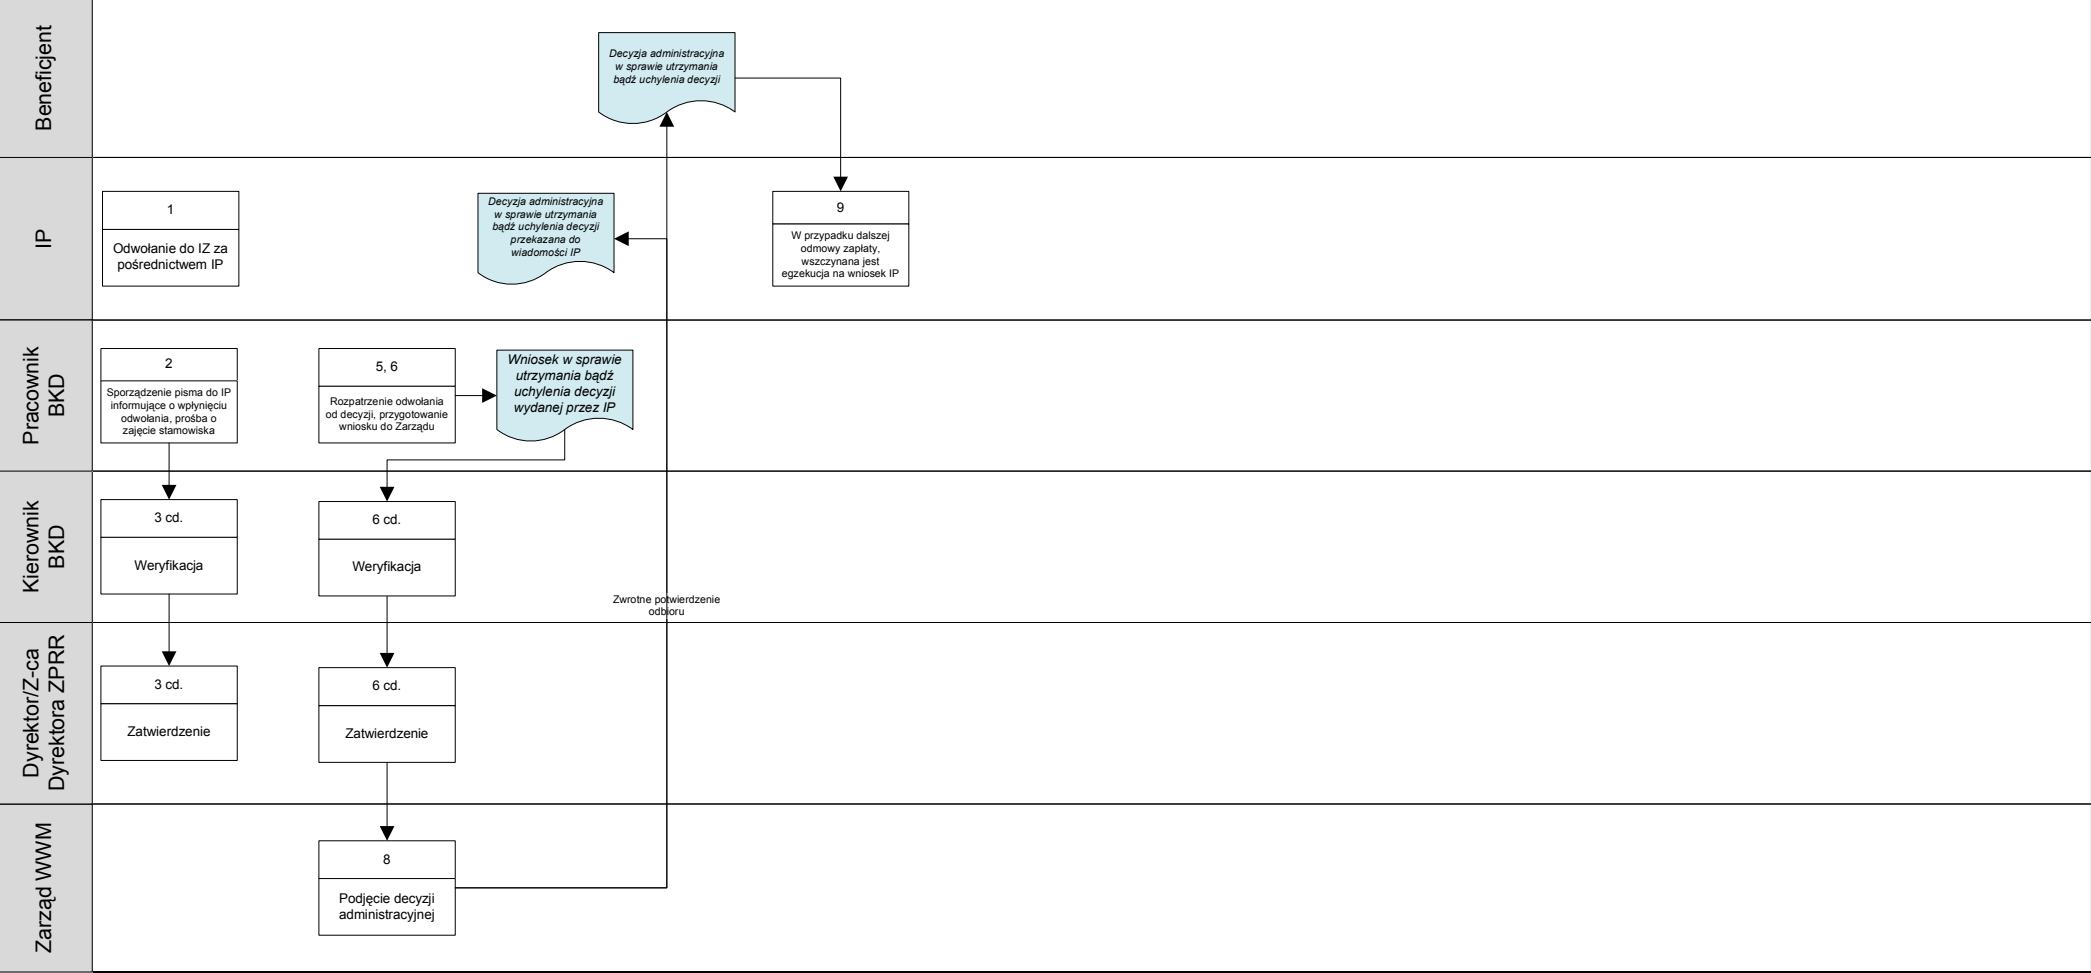 Beneficjent
Decyzja administracyjna
w sprawie utrzymania
bądź uchylenia decyzji
IP
1
Odwołanie do IZ za
pośrednictwem IP
Decyzja administracyjna
w sprawie utrzymania
bądź uchylenia decyzji
przekazana do
wiadomości IP
9
W przypadku dalszej
odmowy zapłaty,
wszczynana jest
egzekucja na wniosek IP
Pracownik
BKD
2
Sporządzenie pisma do IP
informujące o wpłynięciu
odwołania, prośba o
zajęcie stamowiska
5, 6
Rozpatrzenie odwołania
od decyzji, przygotowanie
wniosku do Zarządu
Wniosek w sprawie
utrzymania bądź
uchylenia decyzji
wydanej przez IP
Kierownik
BKD
3 cd.
Weryfikacja
6 cd.
Weryfikacja
Zwrotne potwierdzenie
odbioru
Dyrektor/Z-ca
Dyrektora ZPRR
3 cd.
Zatwierdzenie
6 cd.
Zatwierdzenie
Zarząd WWM
8
Podjęcie decyzji
administracyjnej